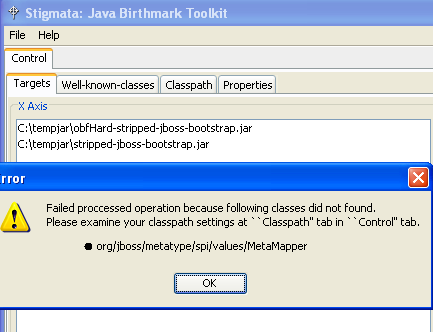 Stigmata: Java Birthmark Toolkit
File Help
Control
Targets Well-known-classes Classpath Properties
X Axis
C:\tempjar\obfHard-stripped-jboss-bootstrap.jar
C:\tempjar\stripped-jboss-bootstrap.jar
rror
Failed proccessed operation because following classes did not found.
Please examine your classpath settings at ``Classpath'' tab in ``Control'' tab.
● org/jboss/metatype/spi/values/MetaMapper
OK